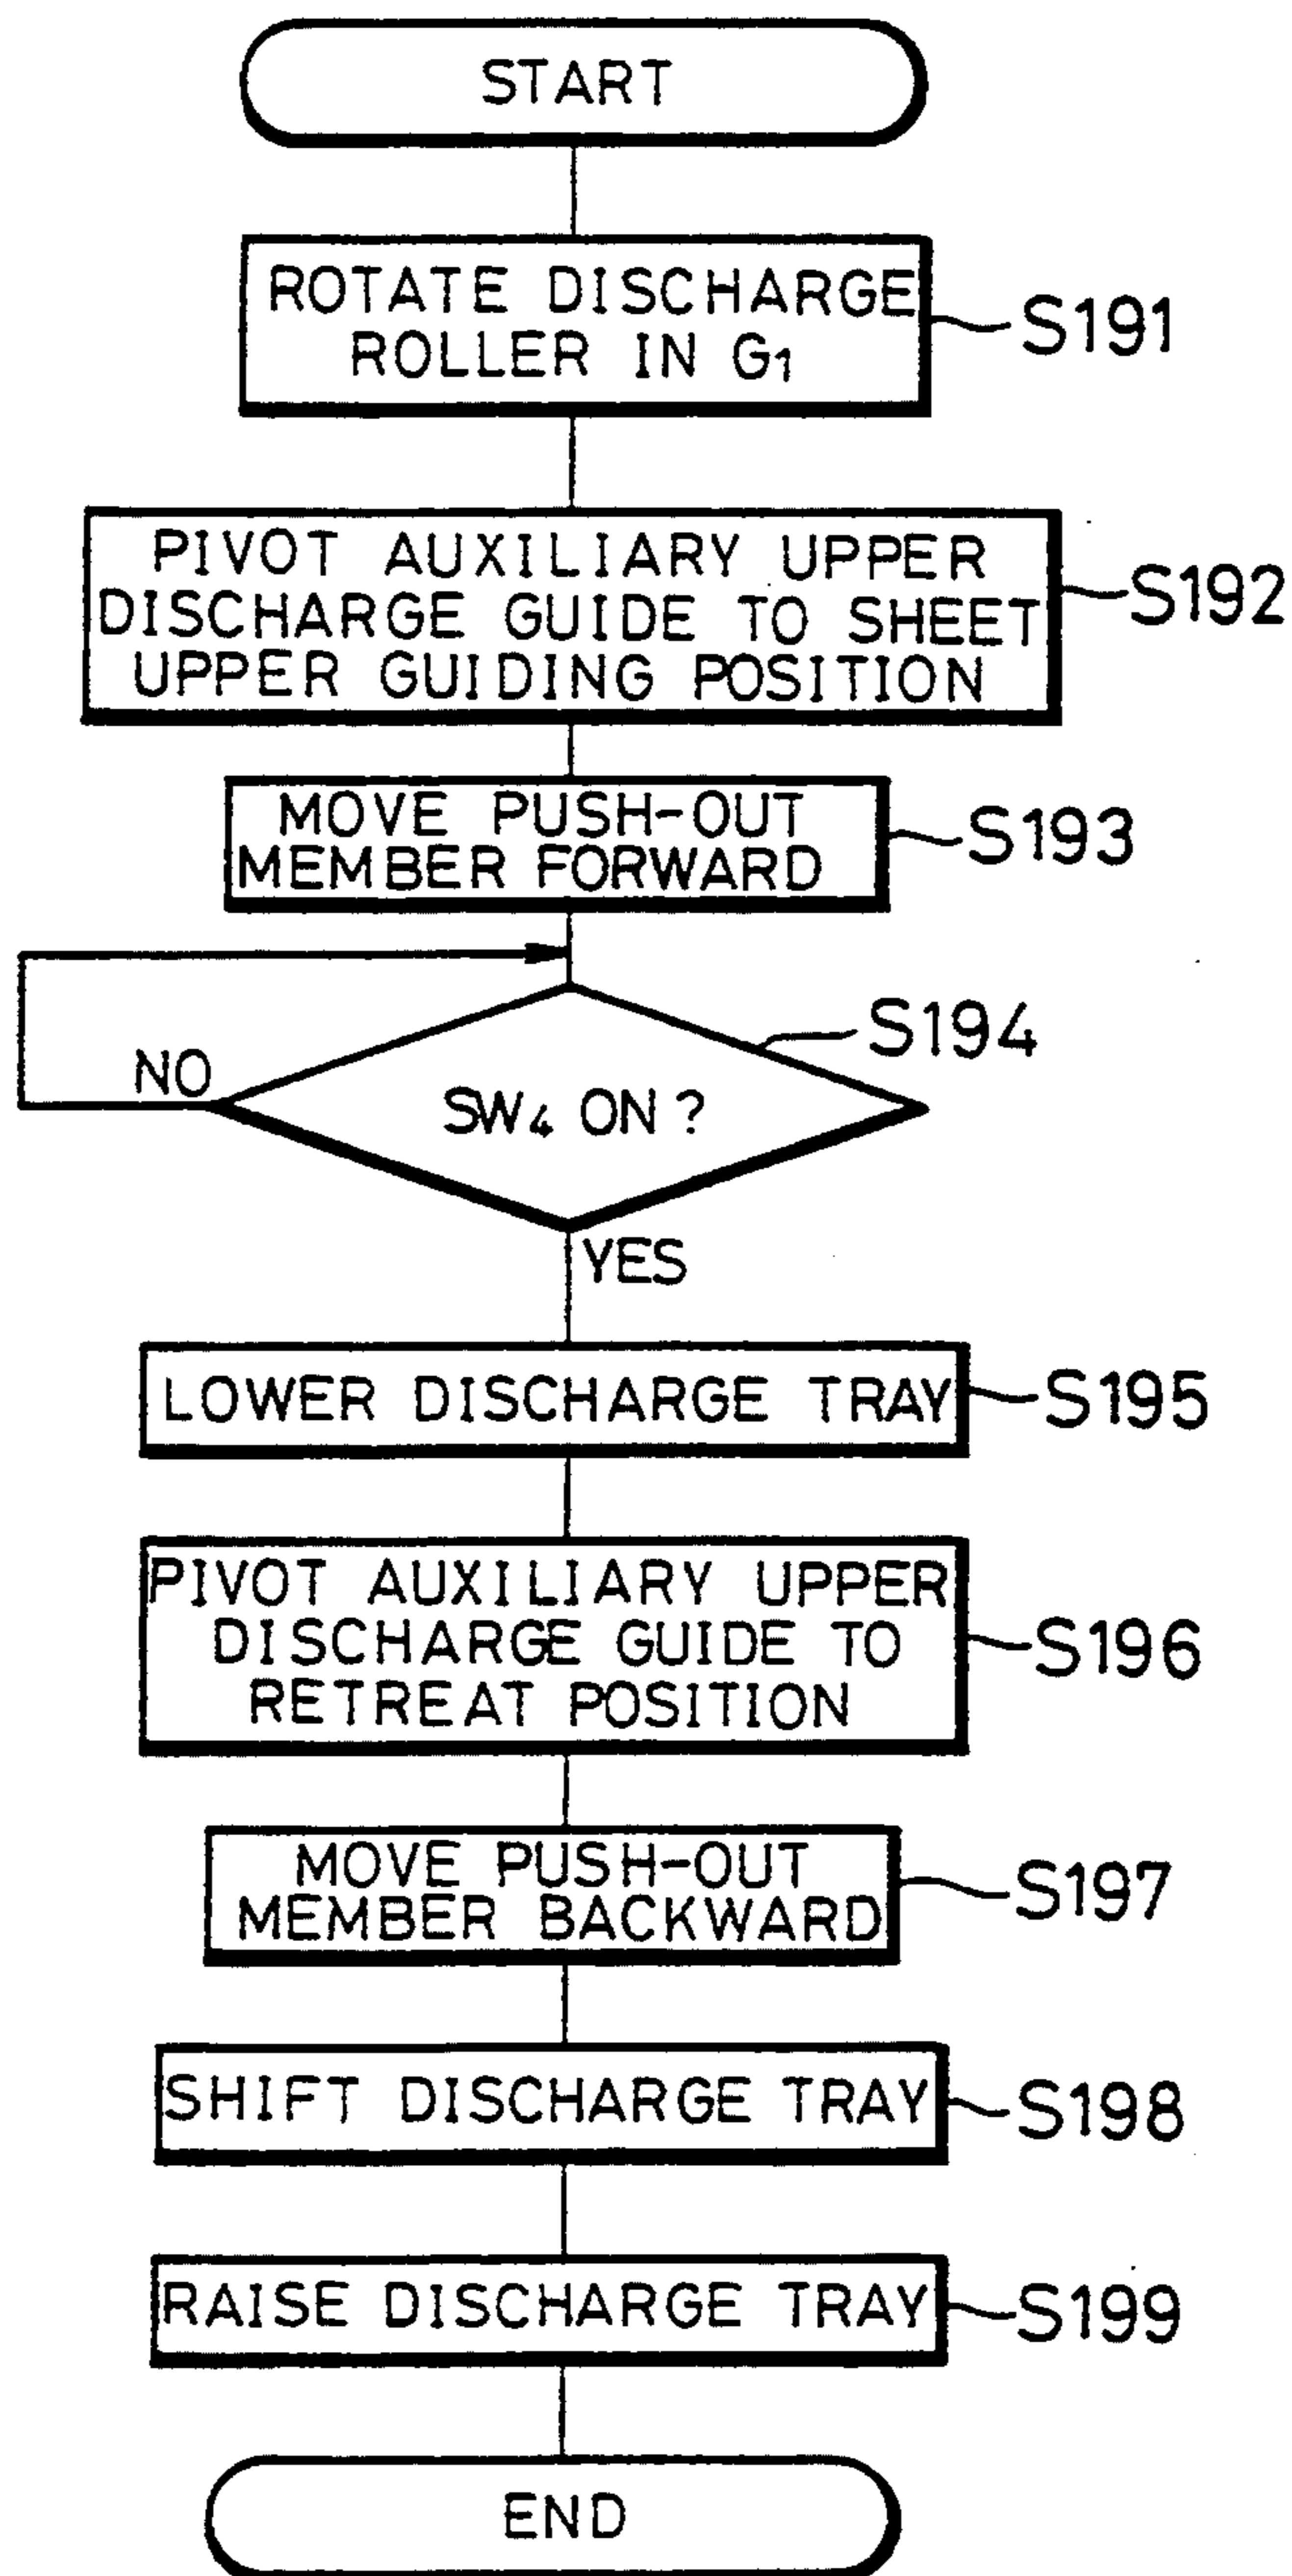 START
ROTATE DISCHARGE
ROLLER IN G₁
S191
PIVOT AUXILIARY UPPER
DISCHARGE GUIDE TO SHEET
UPPER GUIDING POSITION
S192
MOVE PUSH-OUT
MEMBER FORWARD
S193
S194
NO
SW₄ ON ?
YES
LOWER DISCHARGE TRAY
S195
PIVOT AUXILIARY UPPER
DISCHARGE GUIDE TO
RETREAT POSITION
S196
MOVE PUSH-OUT
MEMBER BACKWARD
S197
SHIFT DISCHARGE TRAY
S198
RAISE DISCHARGE TRAY
S199
END